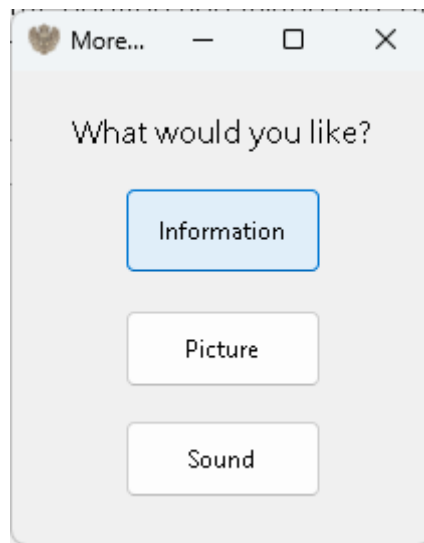 More...
What would you like?
Information
Picture
Sound